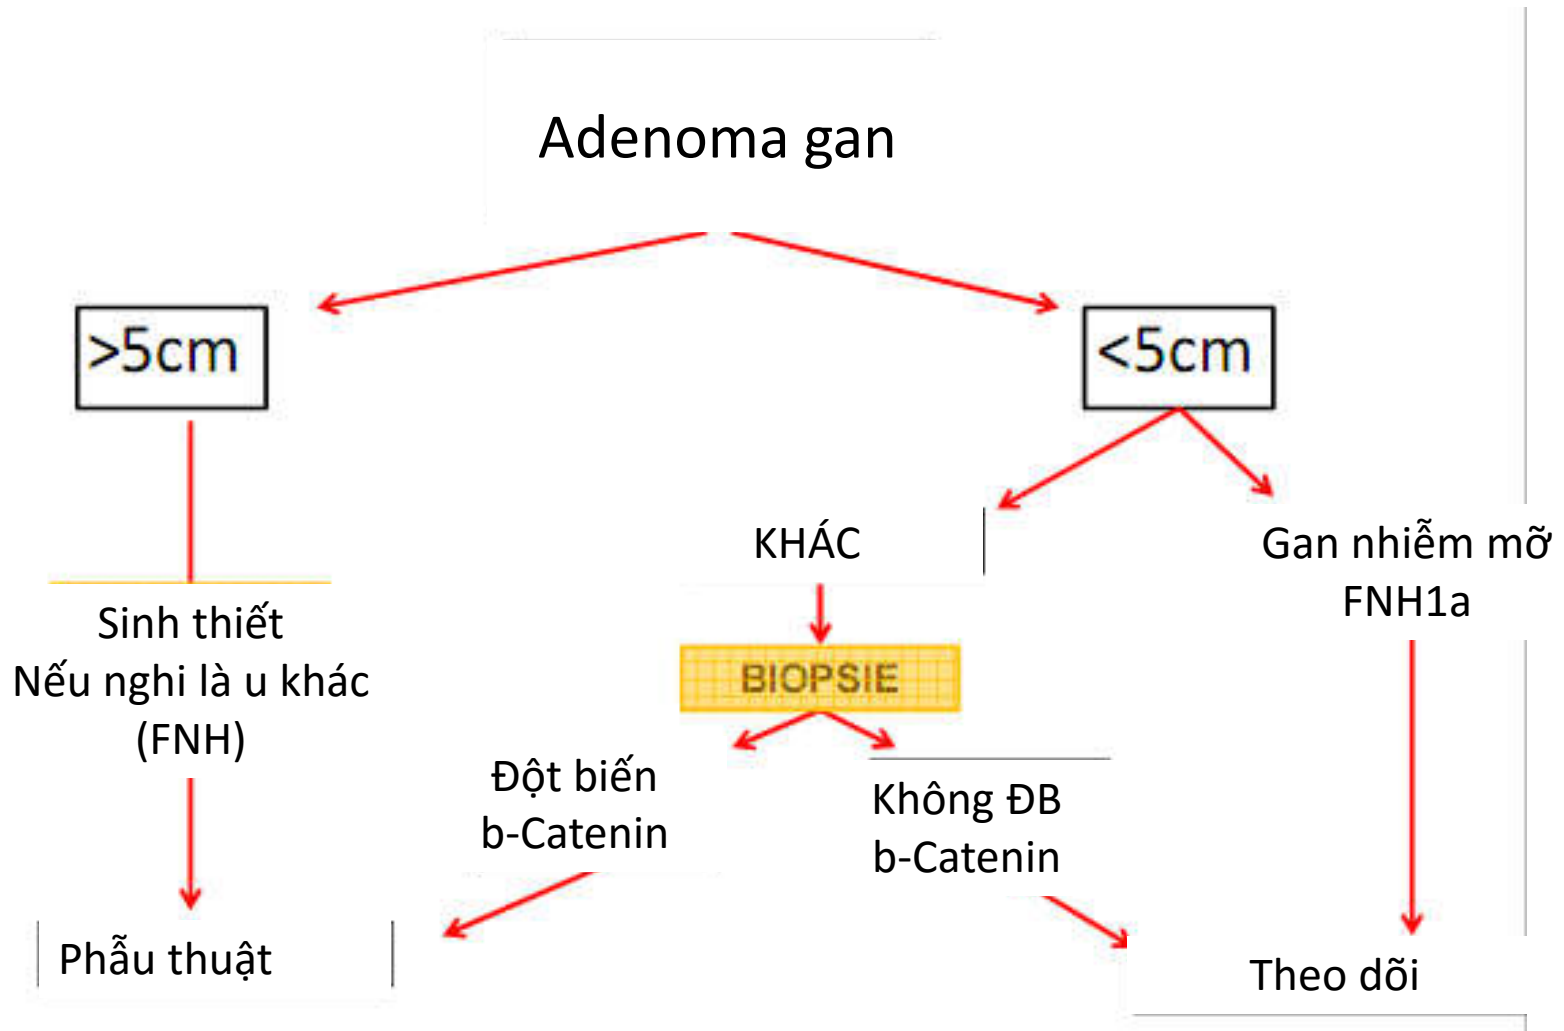 Adenoma gan
>5cm
<5cm
KHÁC
Gan nhiễm mỡ
FNH1a
Sinh thiết
Nếu nghi là u khác
(FNH)
BIOPSIE
Đột biến
b-Catenin
Không ĐB
b-Catenin
Phẫu thuật
Theo dõi